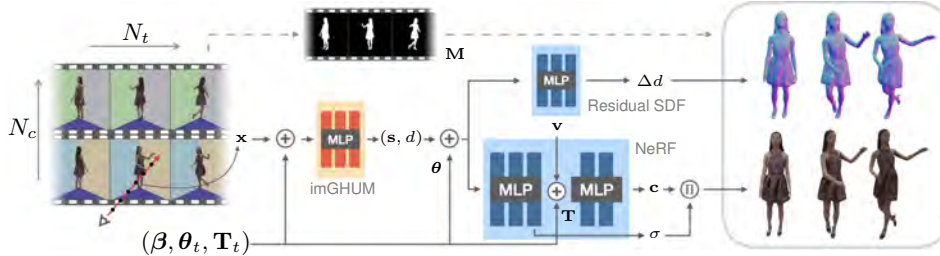 N_t
N_c
M
MLP
Δd
Residual SDF
x
MLP
(s, d)
imGHUM
θ
v
NeRF
MLP
MLP
T
c
σ
(β, θ_t, T_t)